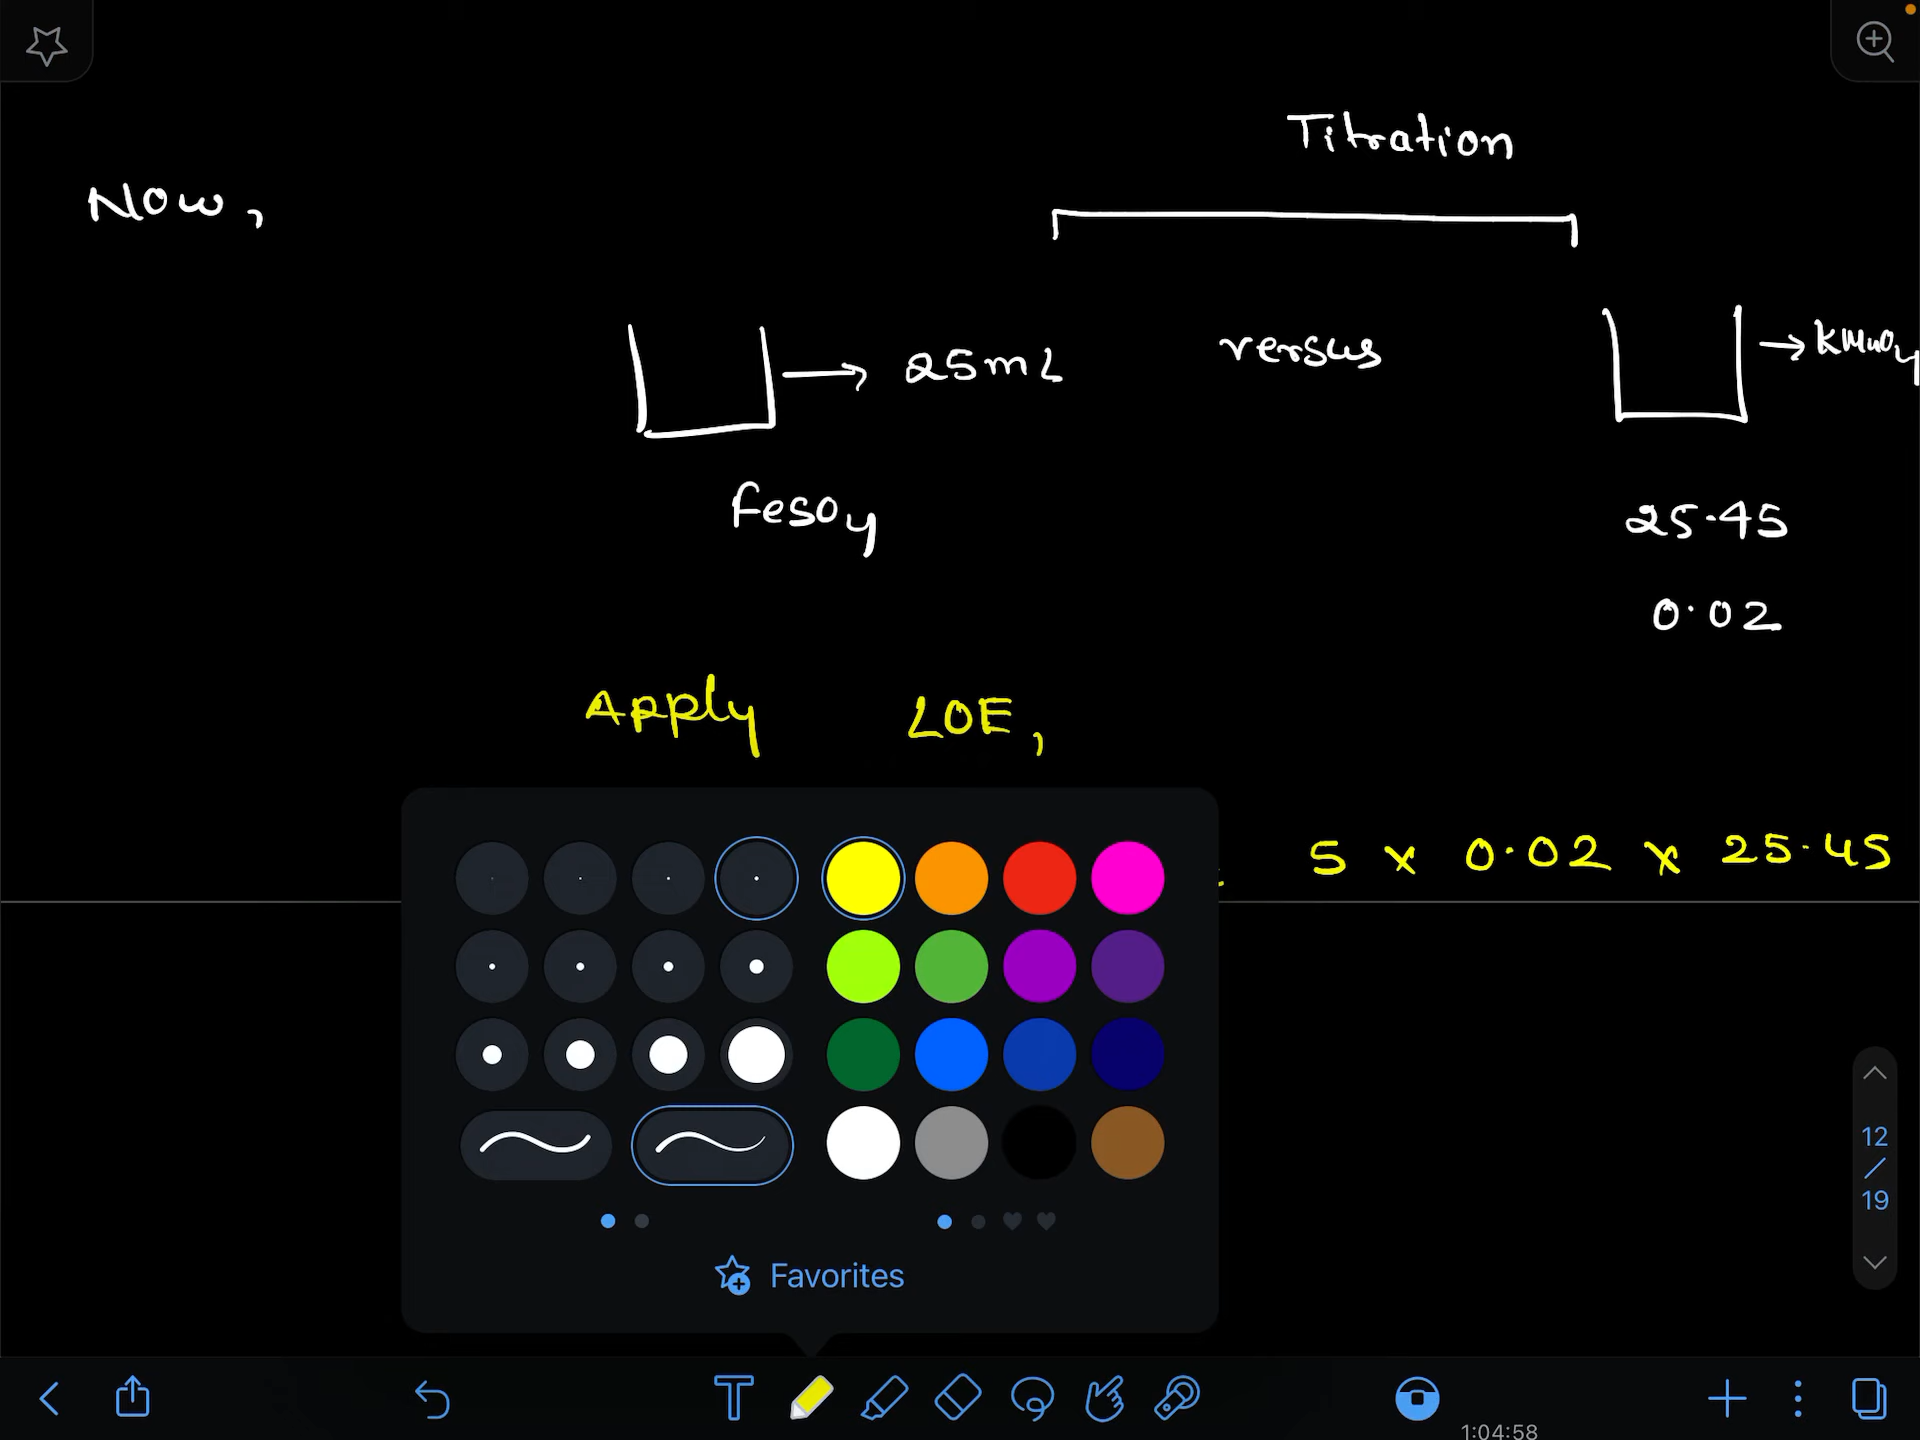 Titration
Now,
25mL versus KMnO4
FeSO4 25.45
0.02
Apply LOE,
5 x 0.02 x 25.45
12
/
19
Favorites
T
1:04:58